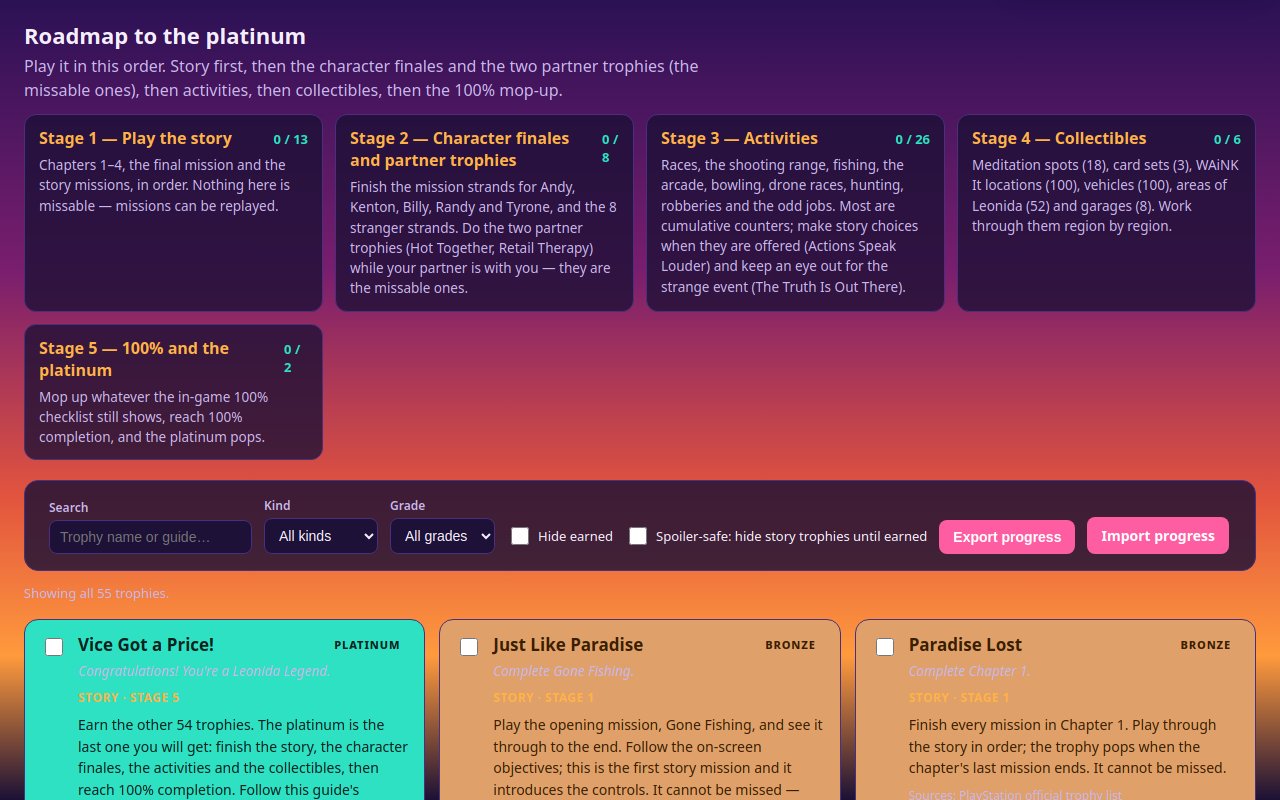 Roadmap to the platinum
Play it in this order. Story first, then the character finales and the two partner trophies (the
missable ones), then activities, then collectibles, then the 100% mop-up.
Stage 1 — Play the story
0 / 13
Chapters 1–4, the final mission and the
story missions, in order. Nothing here is
missable — missions can be replayed.
Stage 2 — Character finales
and partner trophies
0 /
8
Finish the mission strands for Andy,
Kenton, Billy, Randy and Tyrone, and the 8
stranger strands. Do the two partner
trophies (Hot Together, Retail Therapy)
while your partner is with you — they are
the missable ones.
Stage 3 — Activities
0 / 26
Races, the shooting range, fishing, the
arcade, bowling, drone races, hunting,
robberies and the odd jobs. Most are
cumulative counters; make story choices
when they are offered (Actions Speak
Louder) and keep an eye out for the
strange event (The Truth Is Out There).
Stage 4 — Collectibles
0 / 6
Meditation spots (18), card sets (3), WAiNK
It locations (100), vehicles (100), areas of
Leonida (52) and garages (8). Work
through them region by region.
Stage 5 — 100% and the
platinum
0 /
2
Mop up whatever the in-game 100%
checklist still shows, reach 100%
completion, and the platinum pops.
Search
Trophy name or guide…
Kind
All kinds
Grade
All grades
Hide earned
Spoiler-safe: hide story trophies until earned
Export progress
Import progress
Showing all 55 trophies.
Vice Got a Price!
PLATINUM
Congratulations! You're a Leonida Legend.
STORY · STAGE 5
Earn the other 54 trophies. The platinum is the
last one you will get: finish the story, the character
finales, the activities and the collectibles, then
reach 100% completion. Follow this guide's
Just Like Paradise
BRONZE
Complete Gone Fishing.
STORY · STAGE 1
Play the opening mission, Gone Fishing, and see it
through to the end. Follow the on-screen
objectives; this is the first story mission and it
introduces the controls. It cannot be missed —
Paradise Lost
BRONZE
Complete Chapter 1.
STORY · STAGE 1
Finish every mission in Chapter 1. Play through
the story in order; the trophy pops when the
chapter's last mission ends. It cannot be missed.
Sources: PlayStation official trophy list